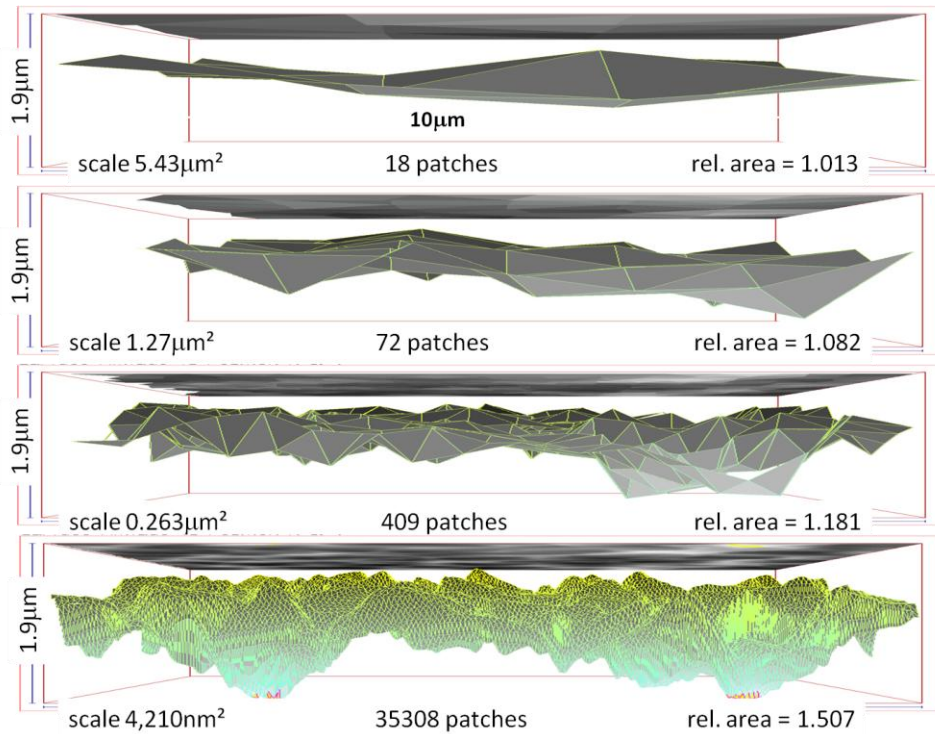 1.9μm
10μm
scale 5.43μm² 18 patches rel. area = 1.013
1.9μm
scale 1.27μm² 72 patches rel. area = 1.082
1.9μm
scale 0.263μm² 409 patches rel. area = 1.181
1.9μm
scale 4,210nm² 35308 patches rel. area = 1.507